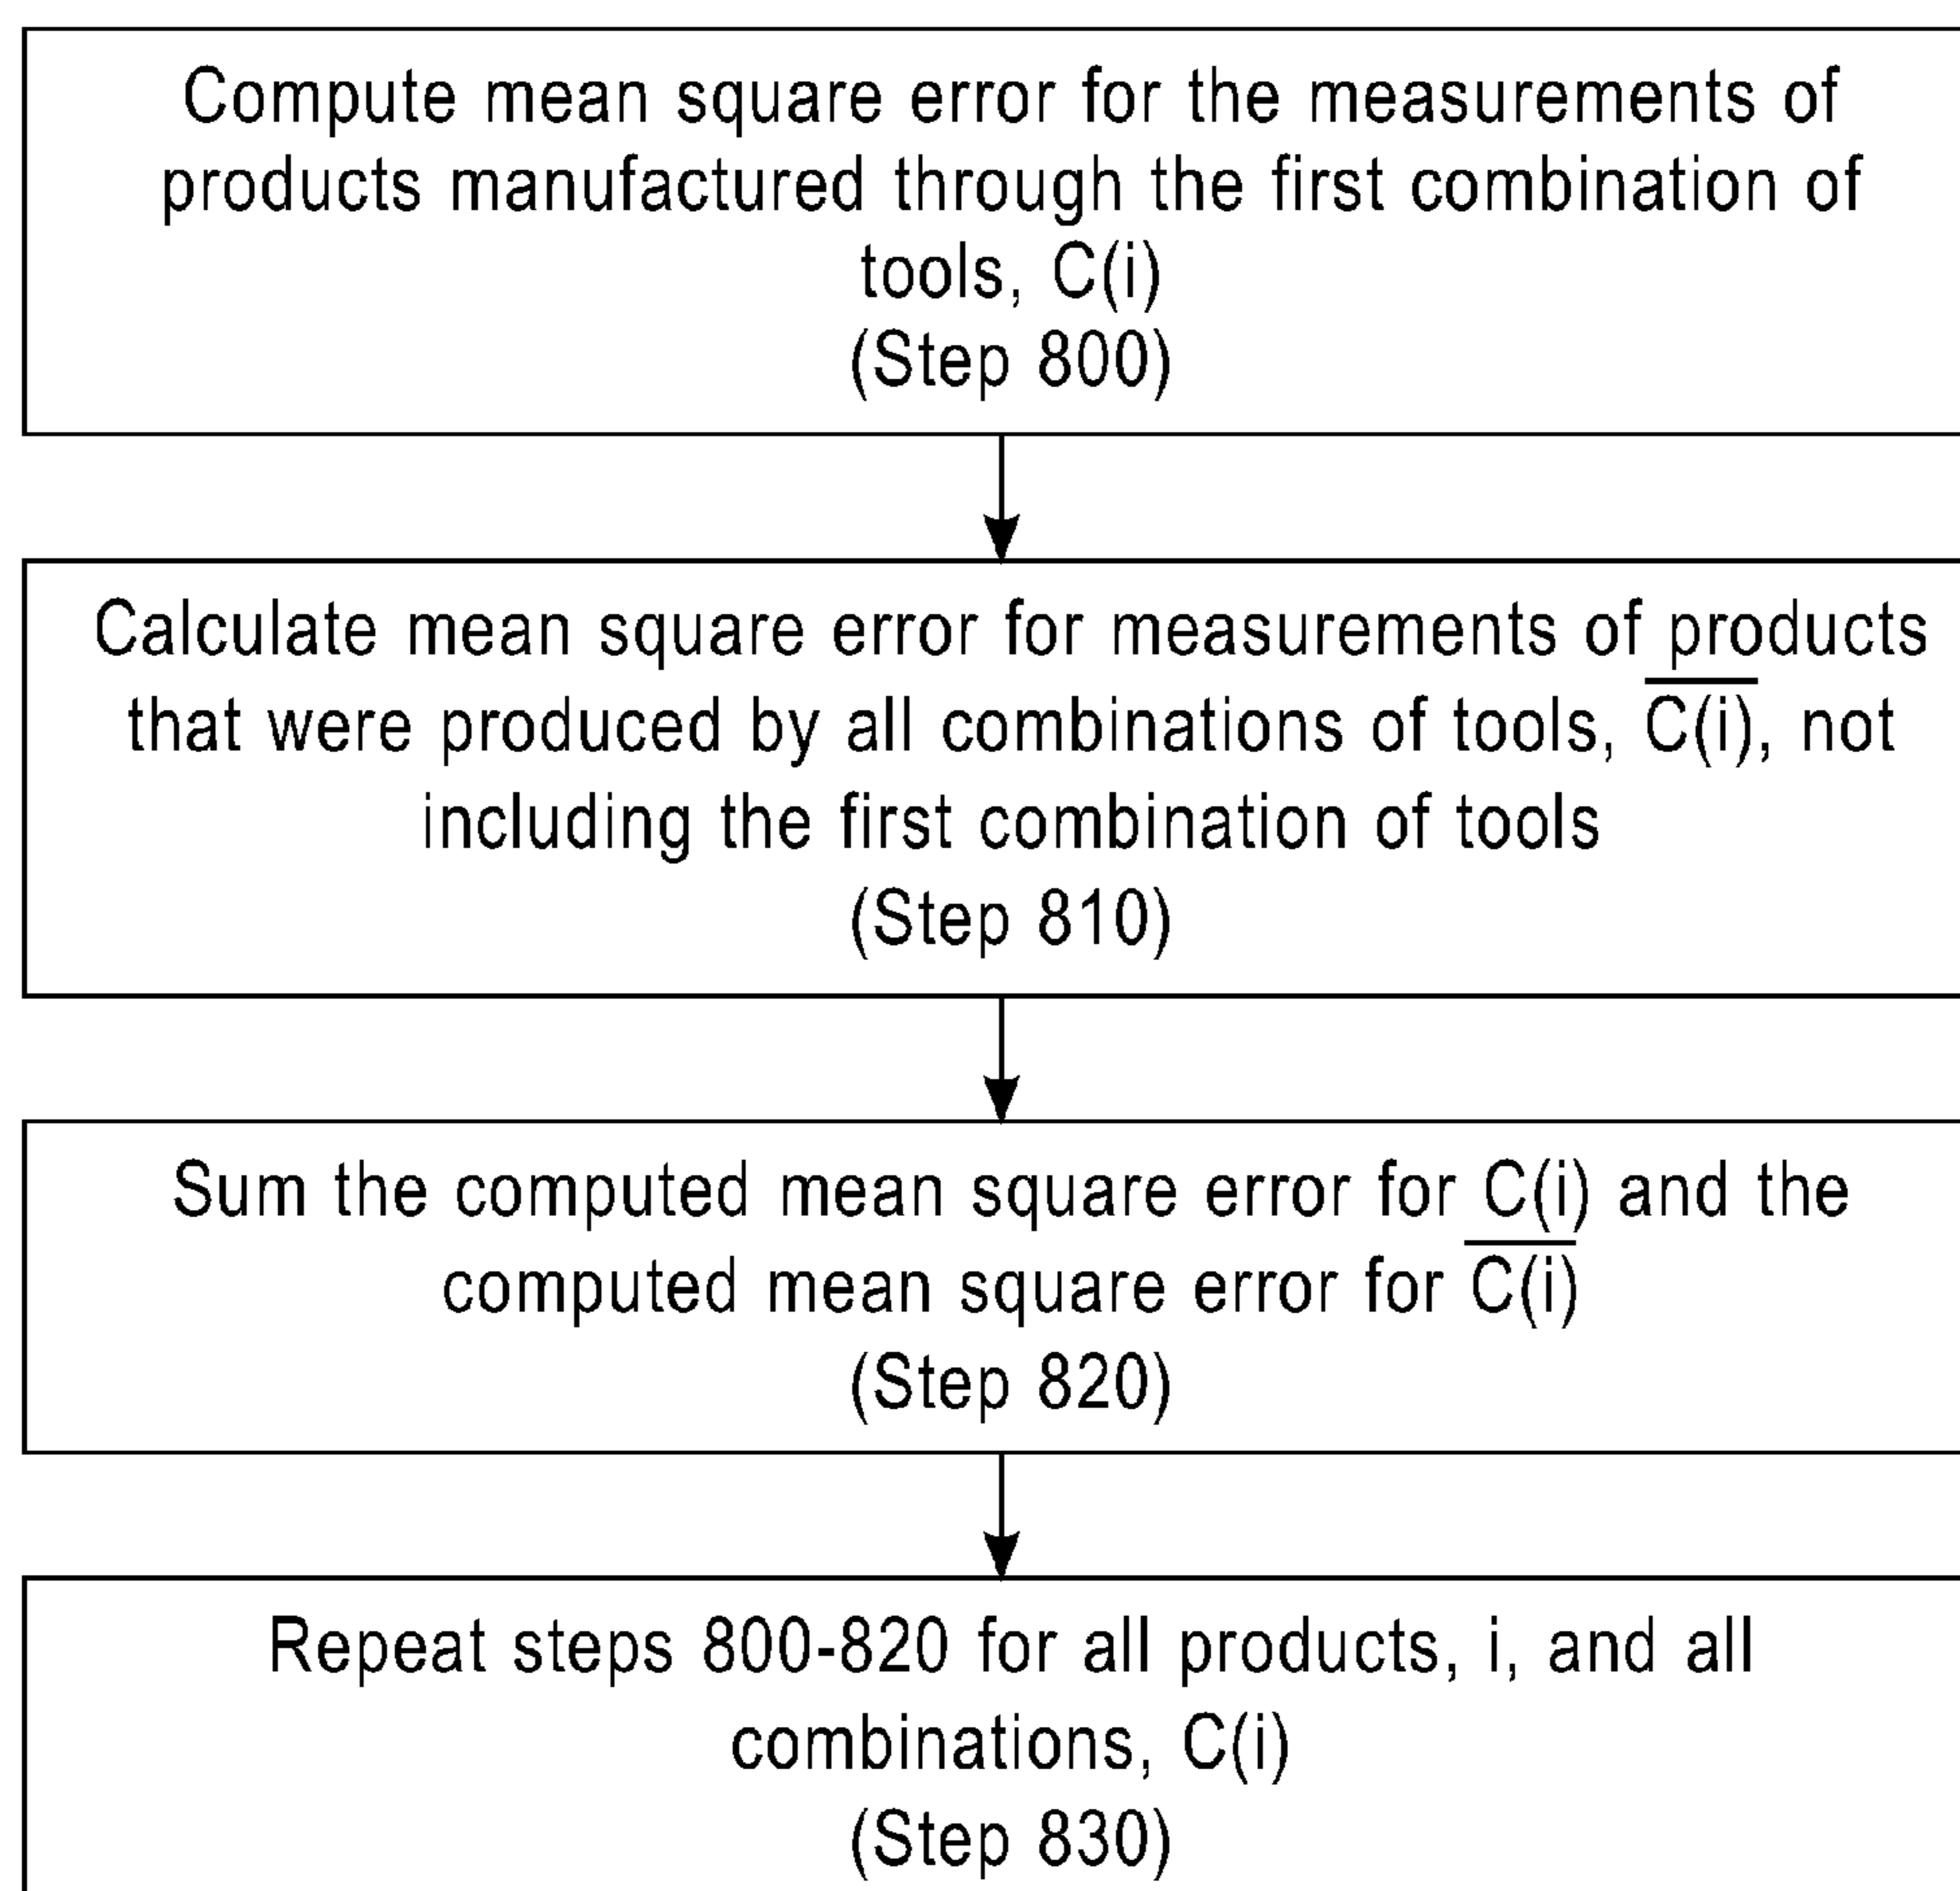 Compute mean square error for the measurements of
products manufactured through the first combination of
tools, C(i)
(Step 800)
Calculate mean square error for measurements of products
that were produced by all combinations of tools, C̅(̅i̅)̅, not
including the first combination of tools
(Step 810)
Sum the computed mean square error for C(i) and the
computed mean square error for C̅(̅i̅)̅
(Step 820)
Repeat steps 800-820 for all products, i, and all
combinations, C(i)
(Step 830)